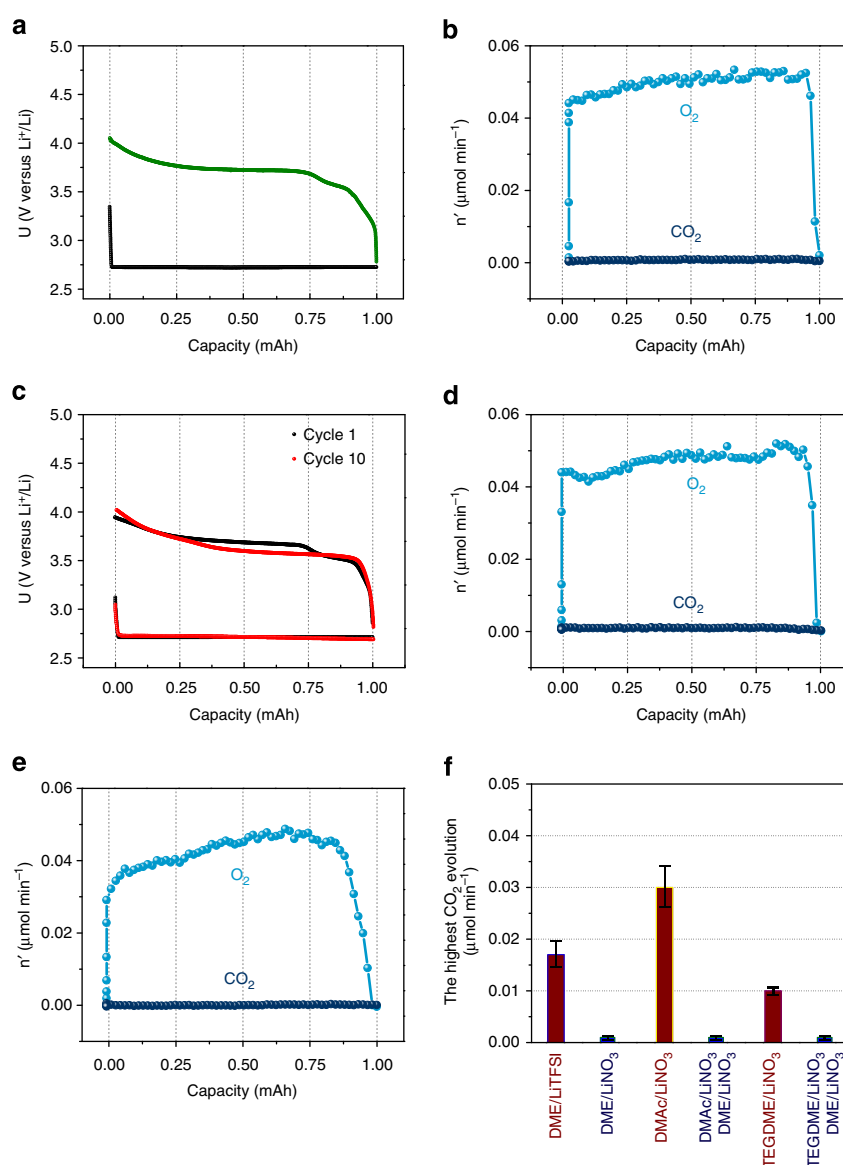 a
5.0
4.5
4.0
3.5
3.0
2.5
U (V versus Li⁺/Li)
0.00 0.25 0.50 0.75 1.00
Capacity (mAh)
b
0.06
0.04
0.02
0.00
n′ (μmol min⁻¹)
O₂
CO₂
0.00 0.25 0.50 0.75 1.00
Capacity (mAh)
c
5.0
4.5
4.0
3.5
3.0
2.5
U (V versus Li⁺/Li)
Cycle 1
Cycle 10
0.00 0.25 0.50 0.75 1.00
Capacity (mAh)
d
0.06
0.04
0.02
0.00
n′ (μmol min⁻¹)
O₂
CO₂
0.00 0.25 0.50 0.75 1.00
Capacity (mAh)
e
0.06
0.04
0.02
0.00
n′ (μmol min⁻¹)
O₂
CO₂
0.00 0.25 0.50 0.75 1.00
Capacity (mAh)
f
0.05
0.04
0.03
0.02
0.01
0.00
The highest CO₂ evolution
(μmol min⁻¹)
DME/LiTFSI
DME/LiNO₃
DMAc/LiNO₃
DMAc/LiNO₃
DME/LiNO₃
TEGDME/LiNO₃
TEGDME/LiNO₃
DME/LiNO₃